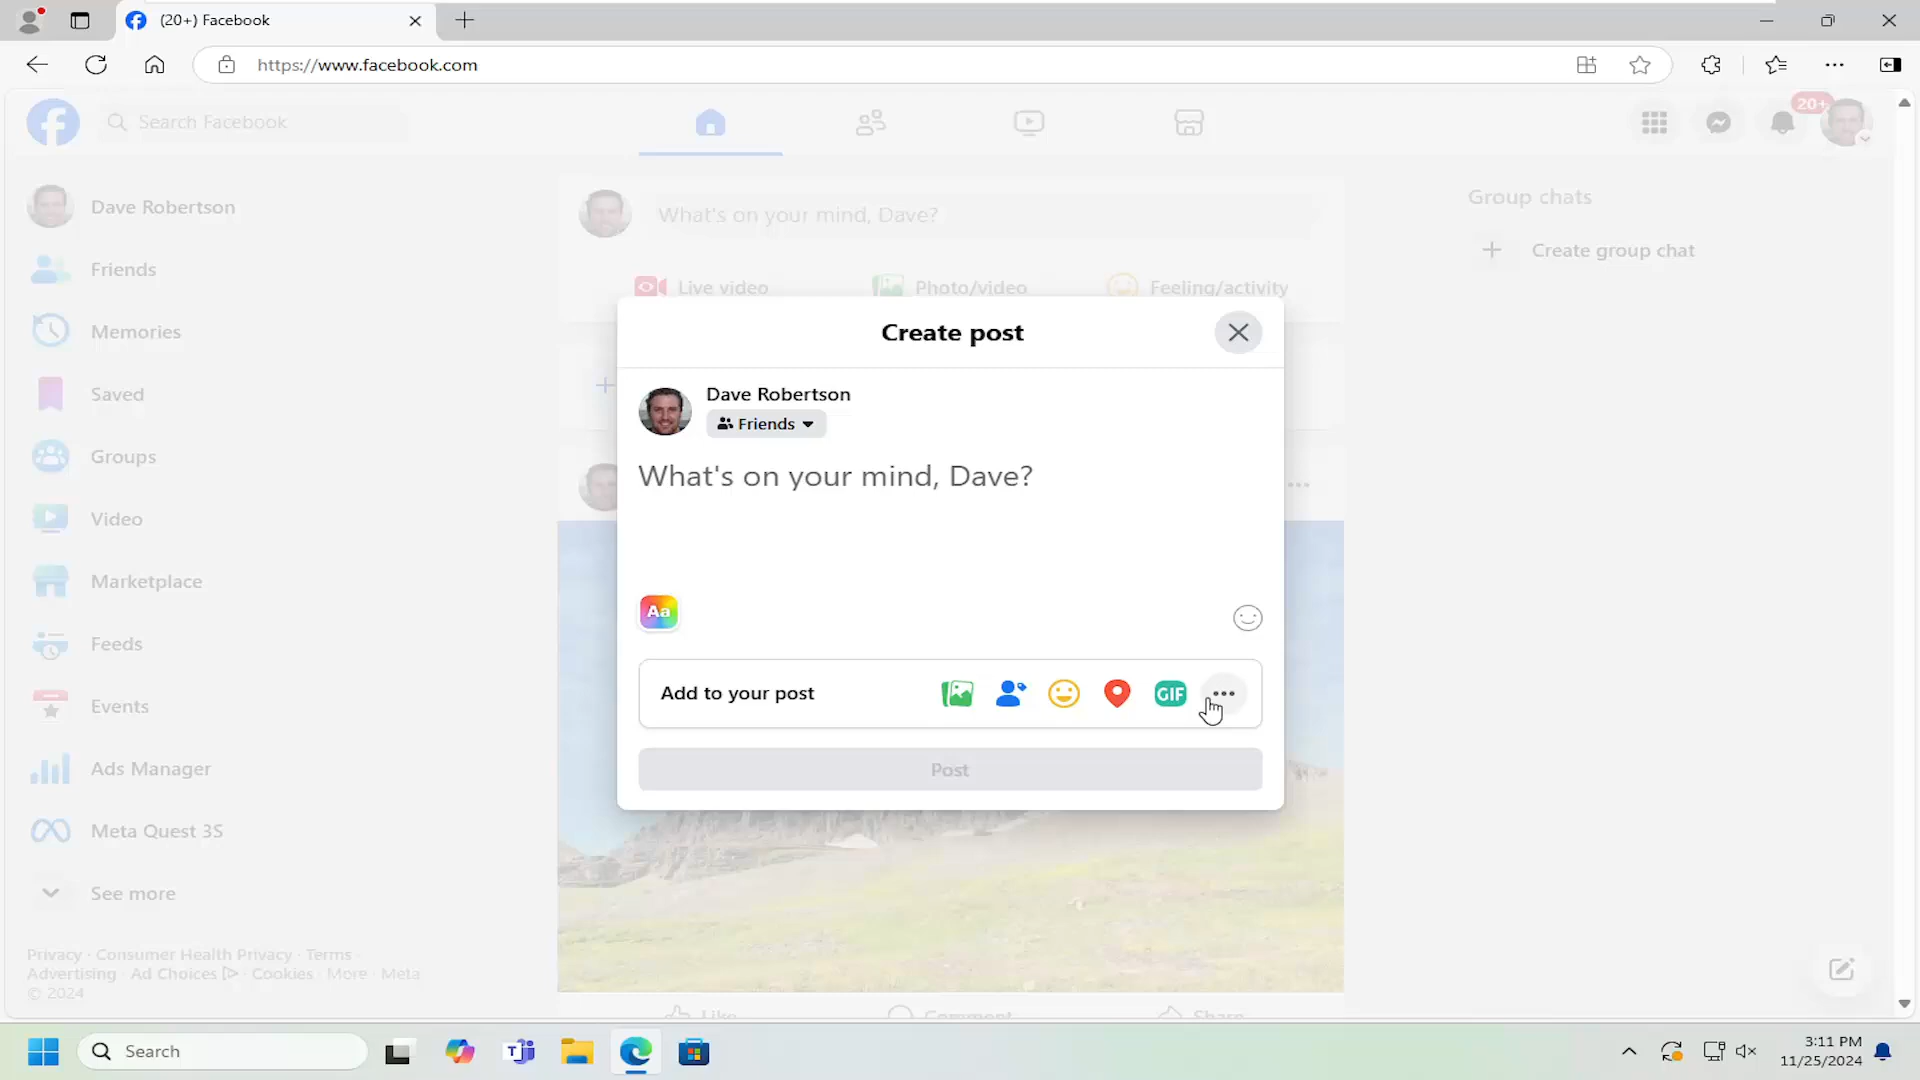 (20+) Facebook
https://www.facebook.com
Search Facebook
20+
Dave Robertson
Friends
Memories
Saved
Groups
Video
Marketplace
Feeds
Events
Ads Manager
Meta Quest 3S
See more
Privacy · Consumer Health Privacy · Terms ·
Advertising · Ad Choices · Cookies · More · Meta
© 2024
What's on your mind, Dave?
Live video
Photo/video
Feeling/activity
Group chats
Create group chat
Create post
Dave Robertson
Friends
What's on your mind, Dave?
Aa
Add to your post
GIF
Post
Like
Comment
Share
Search
3:11 PM
11/25/2024